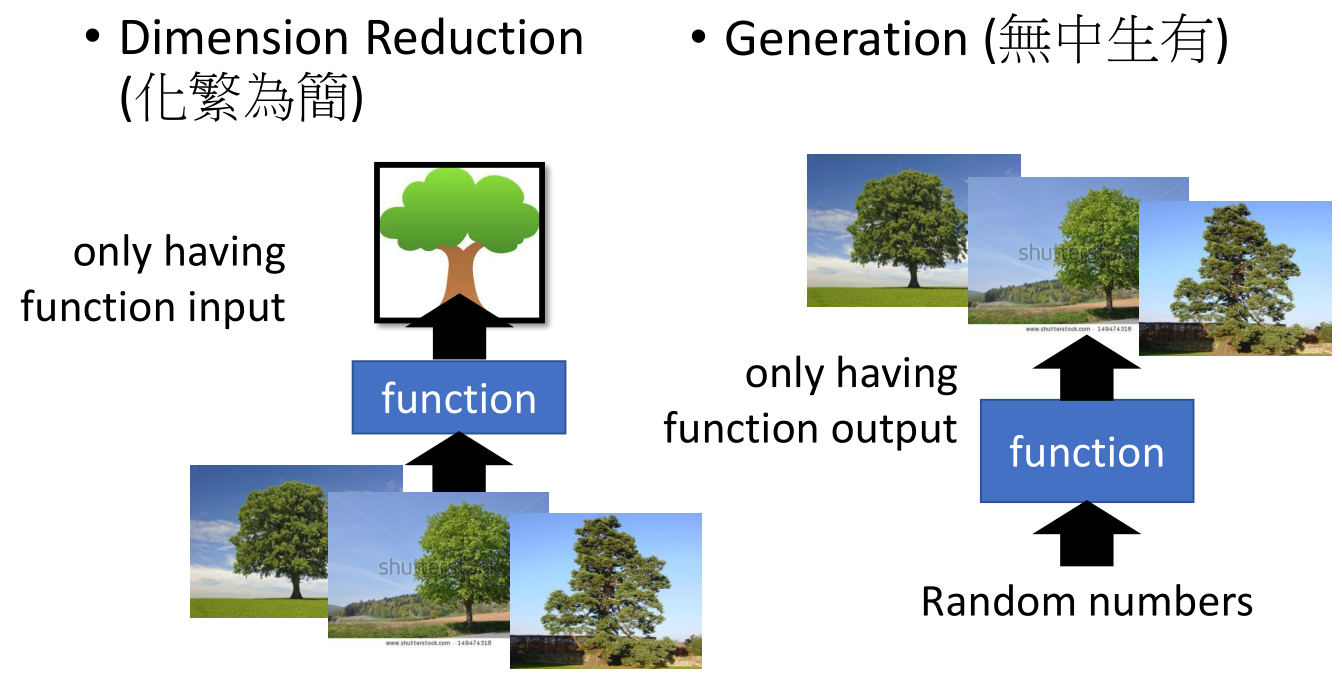 • Dimension Reduction
(化繁為簡)
only having
function input
function
shutterstock
www.shutterstock.com · 149474318
• Generation (無中生有)
shutterstock
www.shutterstock.com · 149474318
only having
function output
function
Random numbers